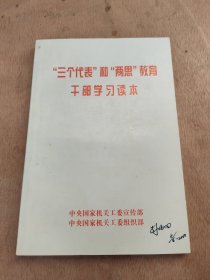 “三个代表”和“两思”教育
干部学习读本
中央国家机关工委宣传部
中央国家机关工委组织部